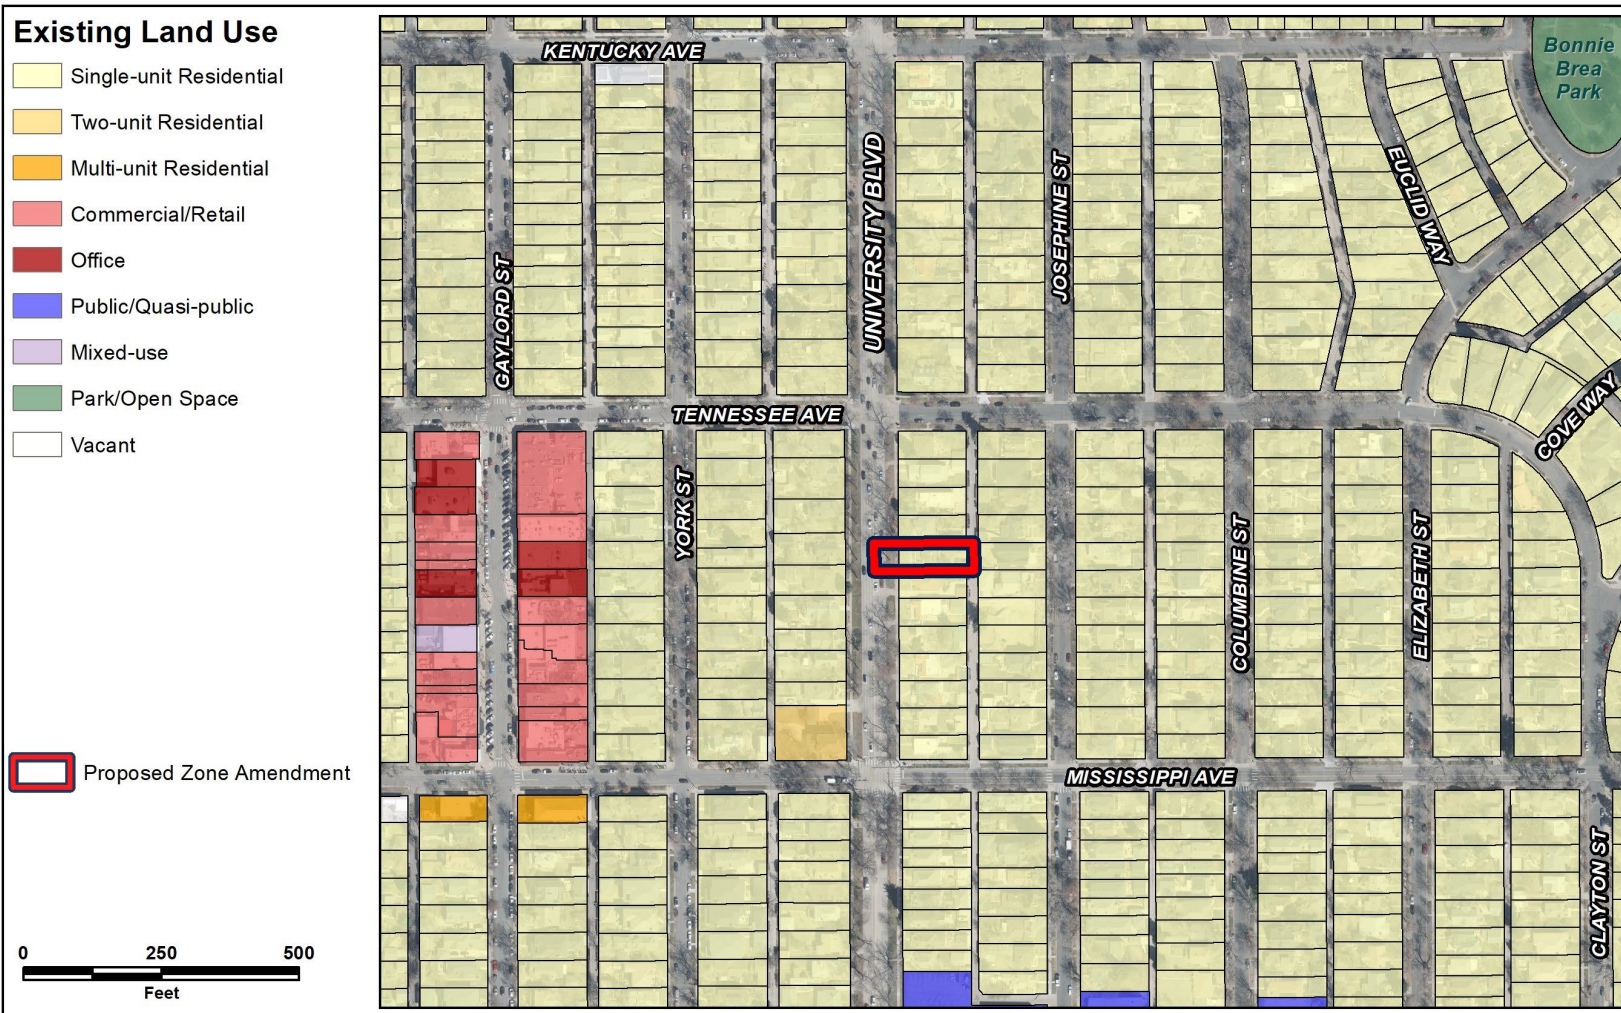 Existing Land Use
Single-unit Residential
Two-unit Residential
Multi-unit Residential
Commercial/Retail
Office
Public/Quasi-public
Mixed-use
Park/Open Space
Vacant
Proposed Zone Amendment
0 250 500
Feet
KENTUCKY AVE
Bonnie
Brea
Park
UNIVERSITY BLVD
JOSEPHINE ST
EUCLID WAY
GAYLORD ST
TENNESSEE AVE
COVE WAY
YORK ST
COLUMBINE ST
ELIZABETH ST
MISSISSIPPI AVE
CLAYTON ST